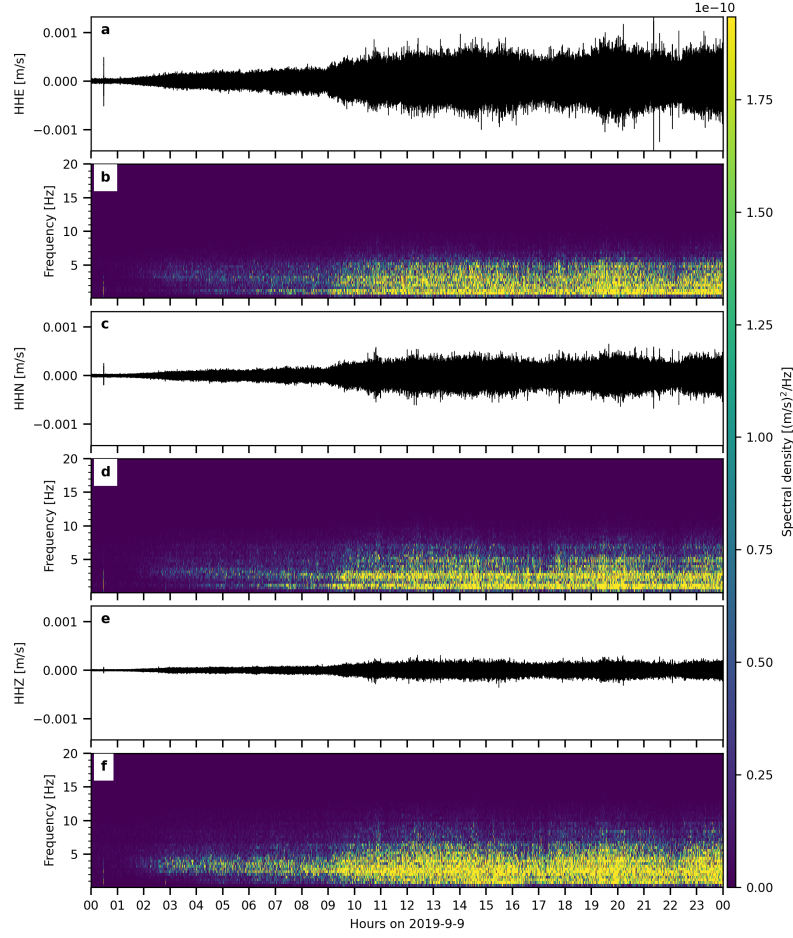 1e−10
a
0.001
0.000
−0.001
HHE [m/s]
b
20
15
10
5
Frequency [Hz]
c
0.001
0.000
−0.001
HHN [m/s]
d
20
15
10
5
Frequency [Hz]
e
0.001
0.000
−0.001
HHZ [m/s]
f
20
15
10
5
Frequency [Hz]
00 01 02 03 04 05 06 07 08 09 10 11 12 13 14 15 16 17 18 19 20 21 22 23 00
Hours on 2019-9-9
1.75
1.50
1.25
1.00
0.75
0.50
0.25
0.00
Spectral density [(m/s)²/Hz]